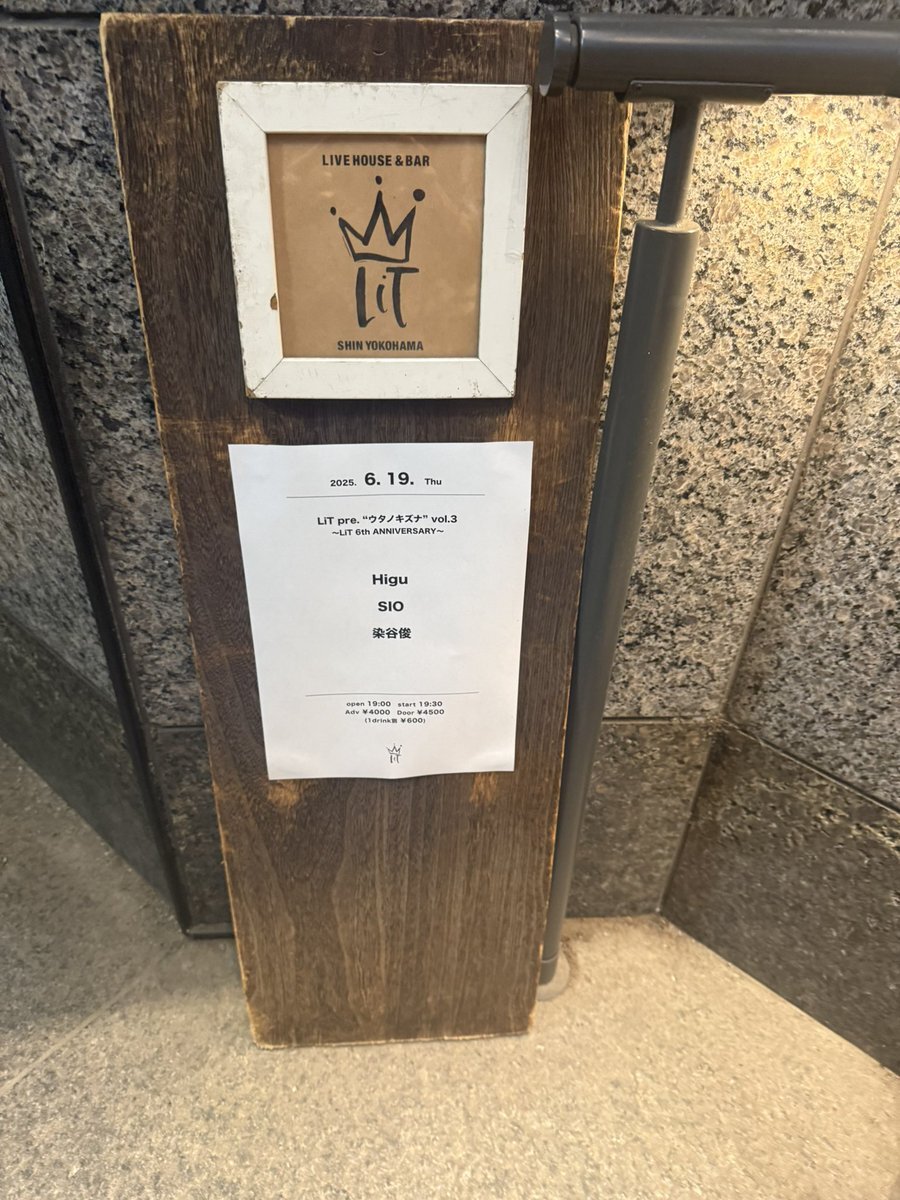 LIVE HOUSE & BAR
LiT
SHIN YOKOHAMA
2025. 6. 19. Thu
LiT pre. “ウタノキズナ” vol.3
〜LiT 6th ANNIVERSARY〜
Higu
SIO
染谷俊
open 19:00 start 19:30
Adv ¥4000 Door ¥4500
(1drink別 ¥600)
LiT